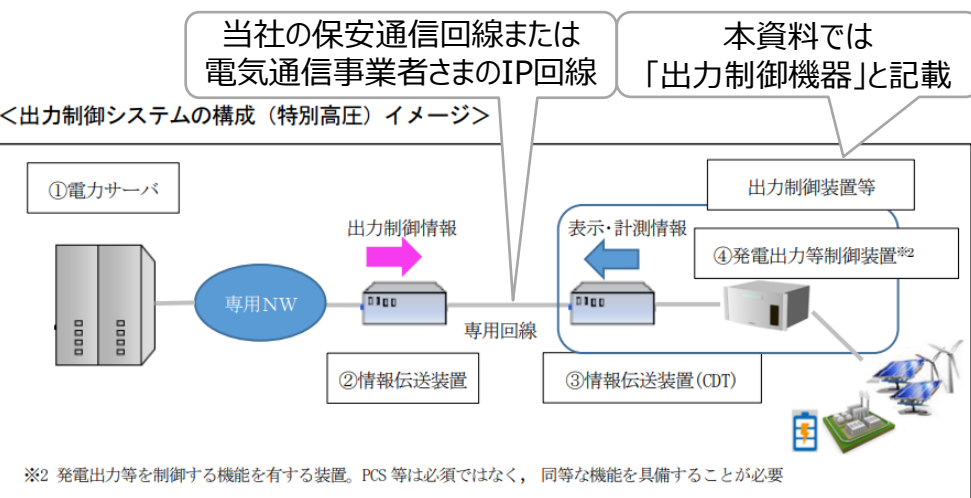 当社の保安通信回線または
電気通信事業者さまのIP回線
本資料では
「出力制御機器」と記載
<出力制御システムの構成（特別高圧）イメージ>
①電力サーバ
出力制御装置等
出力制御情報
表示・計測情報
④発電出力等制御装置※2
専用NW
専用回線
②情報伝送装置
③情報伝送装置(CDT)
※2 発電出力等を制御する機能を有する装置。PCS 等は必須ではなく， 同等な機能を具備することが必要